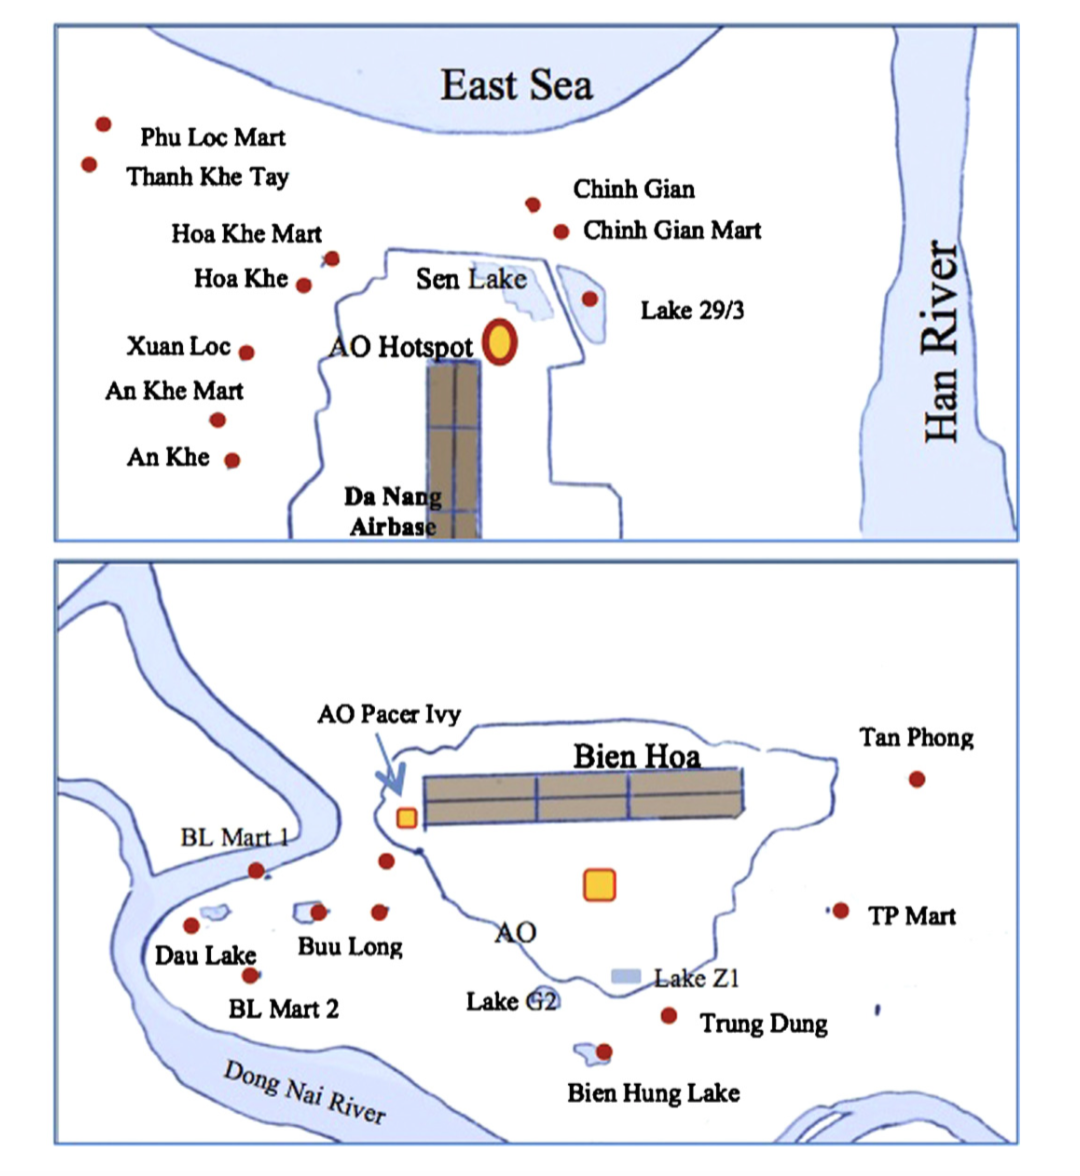 East Sea
Phu Loc Mart
Thanh Khe Tay
Chinh Gian
Hoa Khe Mart
Chinh Gian Mart
Hoa Khe
Sen Lake
Lake 29/3
Xuan Loc
AO Hotspot
An Khe Mart
An Khe
Han River
Da Nang
Airbase
AO Pacer Ivy
Tan Phong
Bien Hoa
BL Mart 1
TP Mart
AO
Buu Long
Dau Lake
Lake Z1
Lake G2
BL Mart 2
Trung Dung
Dong Nai River
Bien Hung Lake